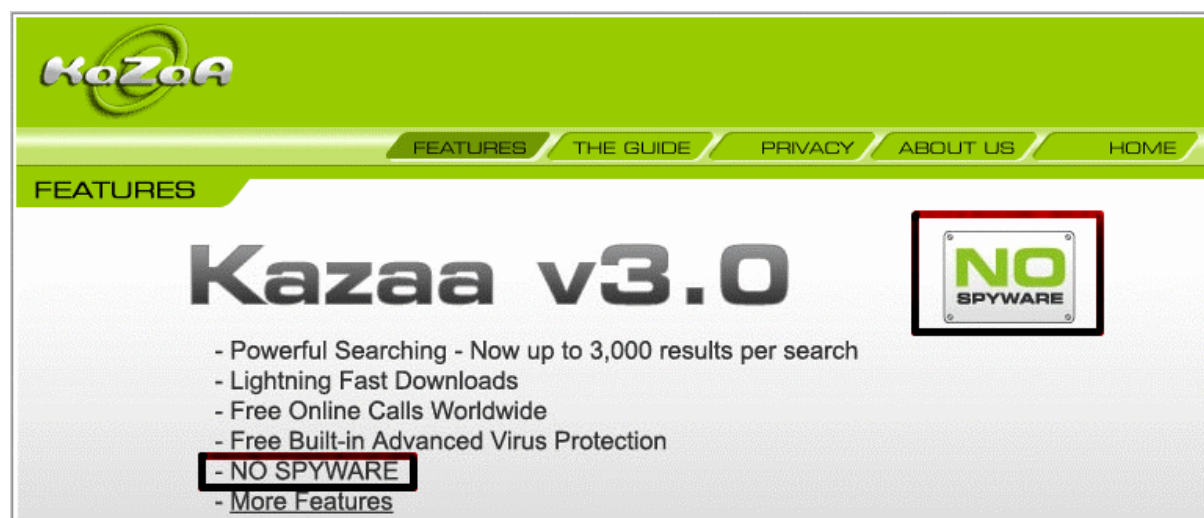 KaZaA
FEATURES THE GUIDE PRIVACY ABOUT US HOME
FEATURES
Kazaa v3.0
NO
SPYWARE
- Powerful Searching - Now up to 3,000 results per search
- Lightning Fast Downloads
- Free Online Calls Worldwide
- Free Built-in Advanced Virus Protection
- NO SPYWARE
- More Features